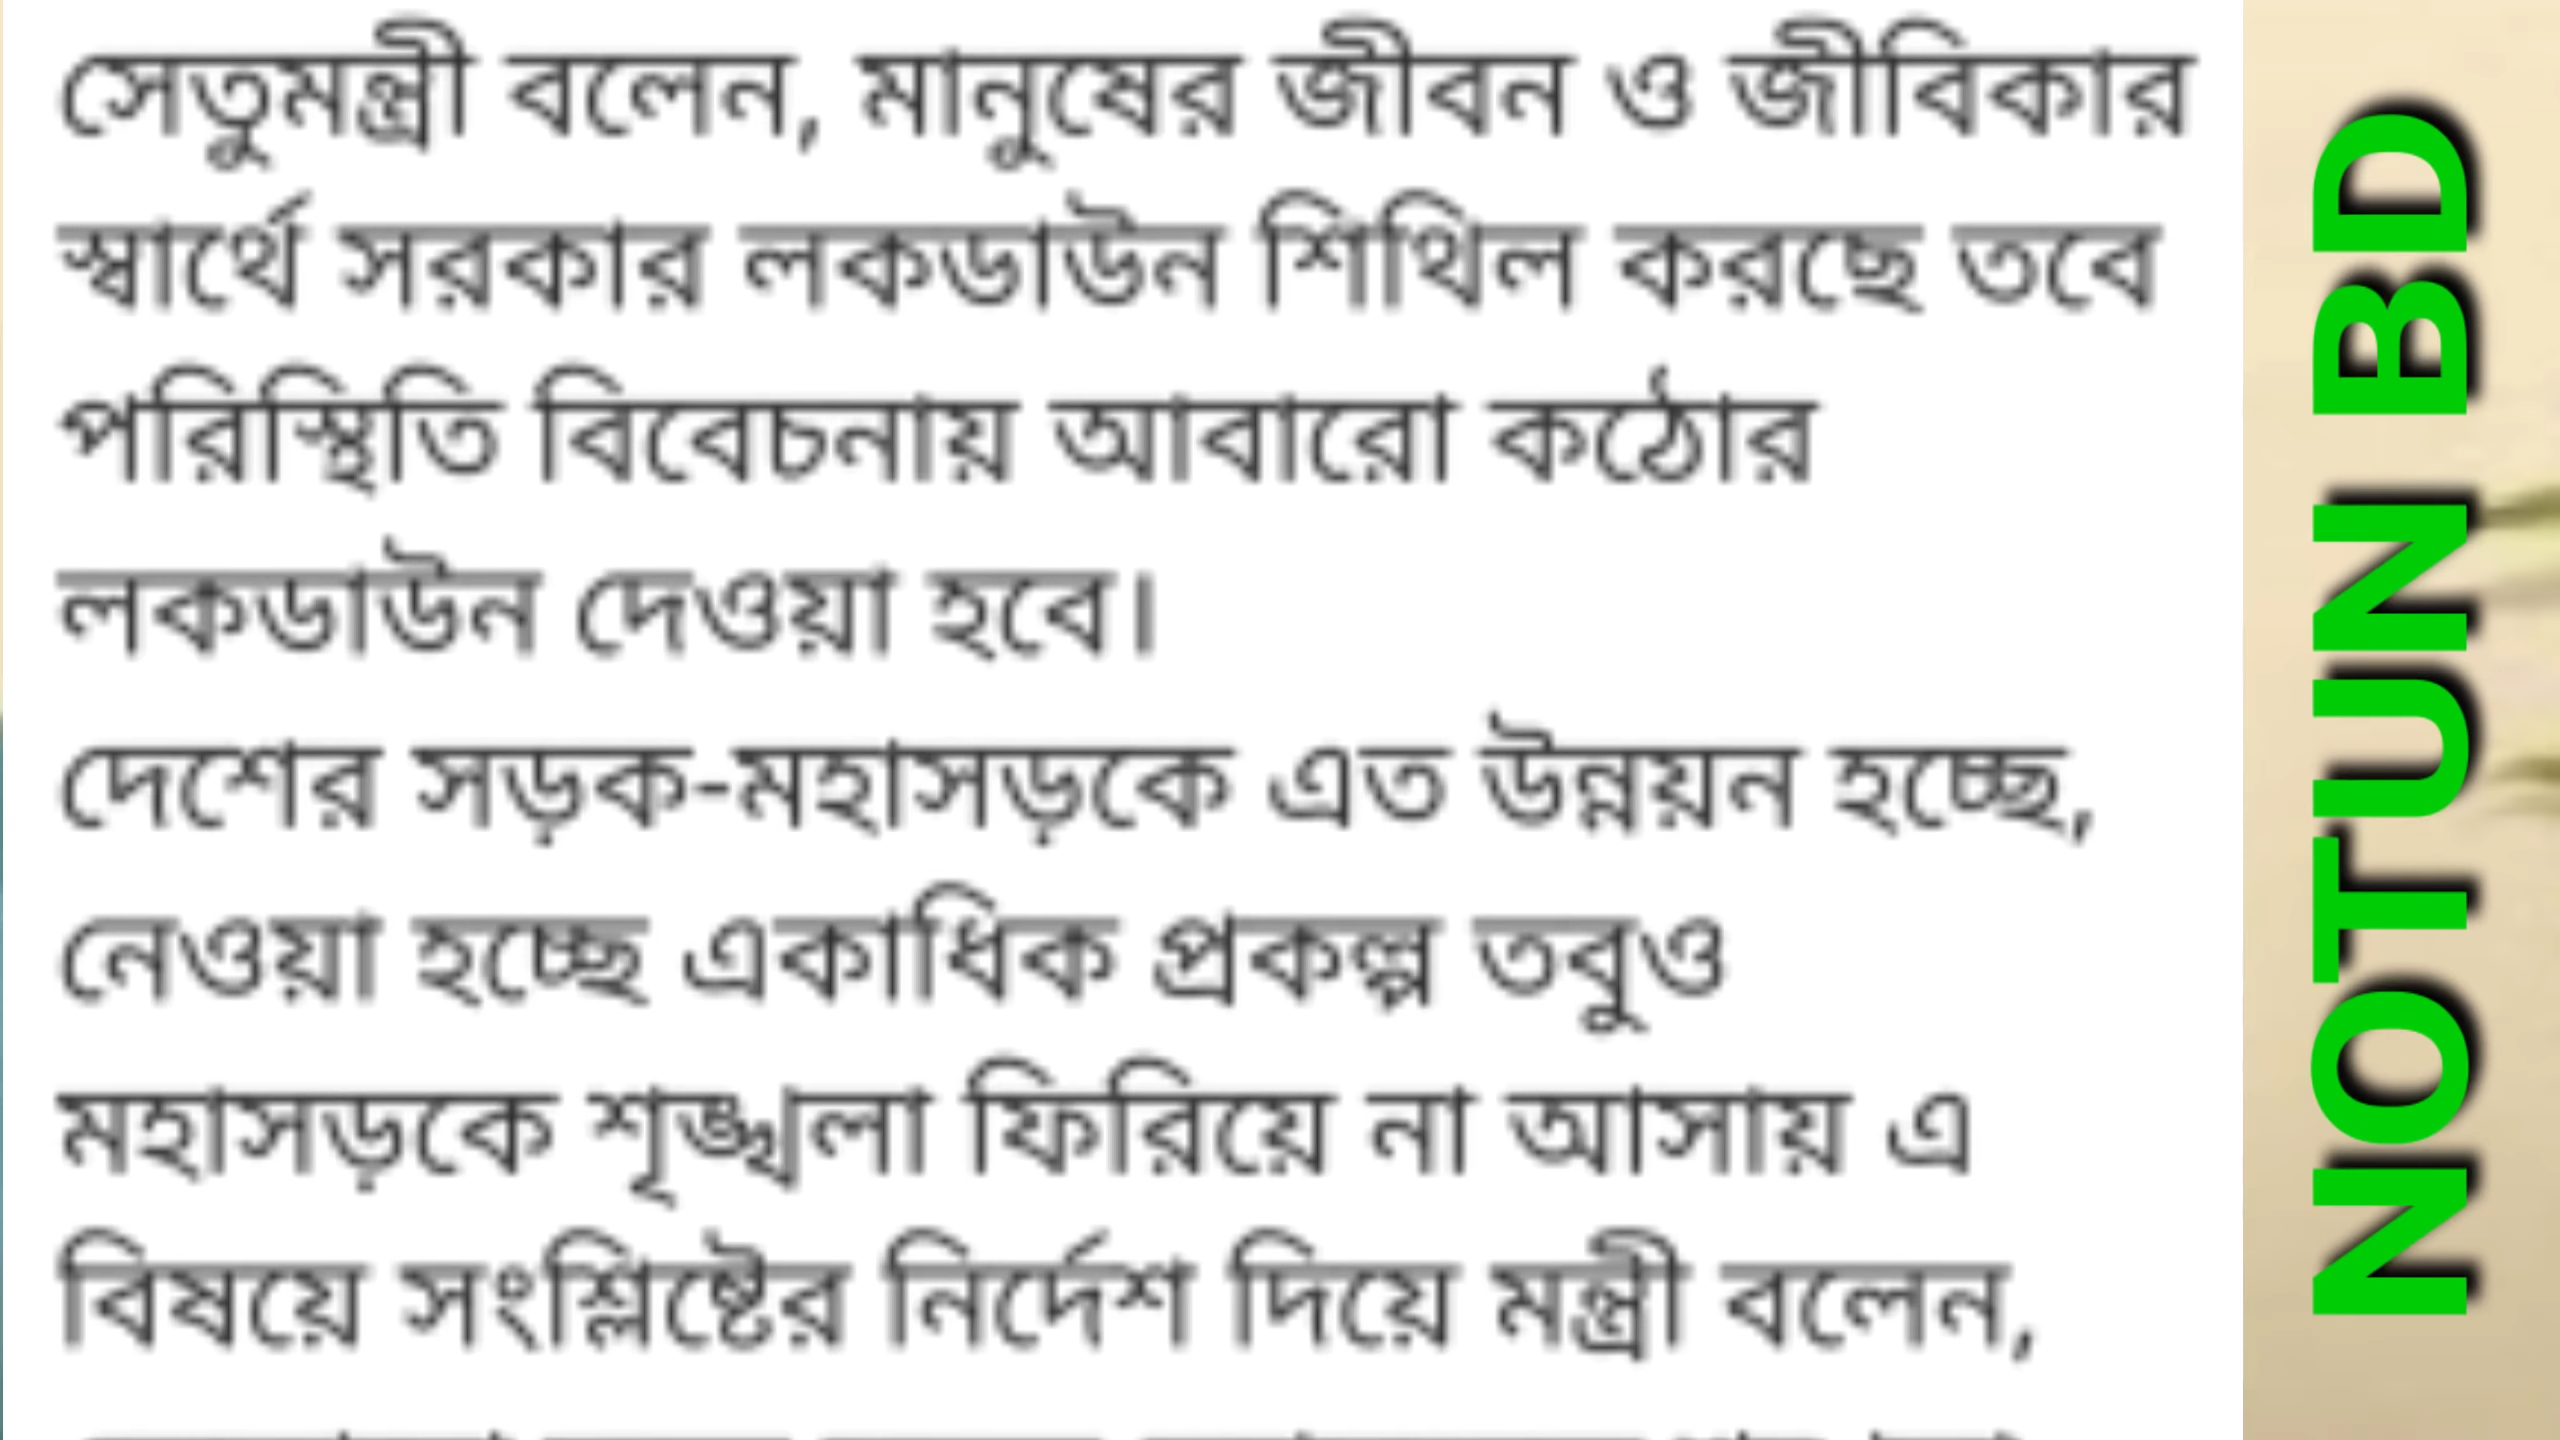 সেতুমন্ত্রী বলেন, মানুষের জীবন ও জীবিকার
স্বার্থে সরকার লকডাউন শিথিল করছে তবে
পরিস্থিতি বিবেচনায় আবারো কঠোর
লকডাউন দেওয়া হবে।
দেশের সড়ক-মহাসড়কে এত উন্নয়ন হচ্ছে,
নেওয়া হচ্ছে একাধিক প্রকল্প তবুও
মহাসড়কে শৃঙ্খলা ফিরিয়ে না আসায় এ
বিষয়ে সংশ্লিষ্টের নির্দেশ দিয়ে মন্ত্রী বলেন,
NOTUN BD